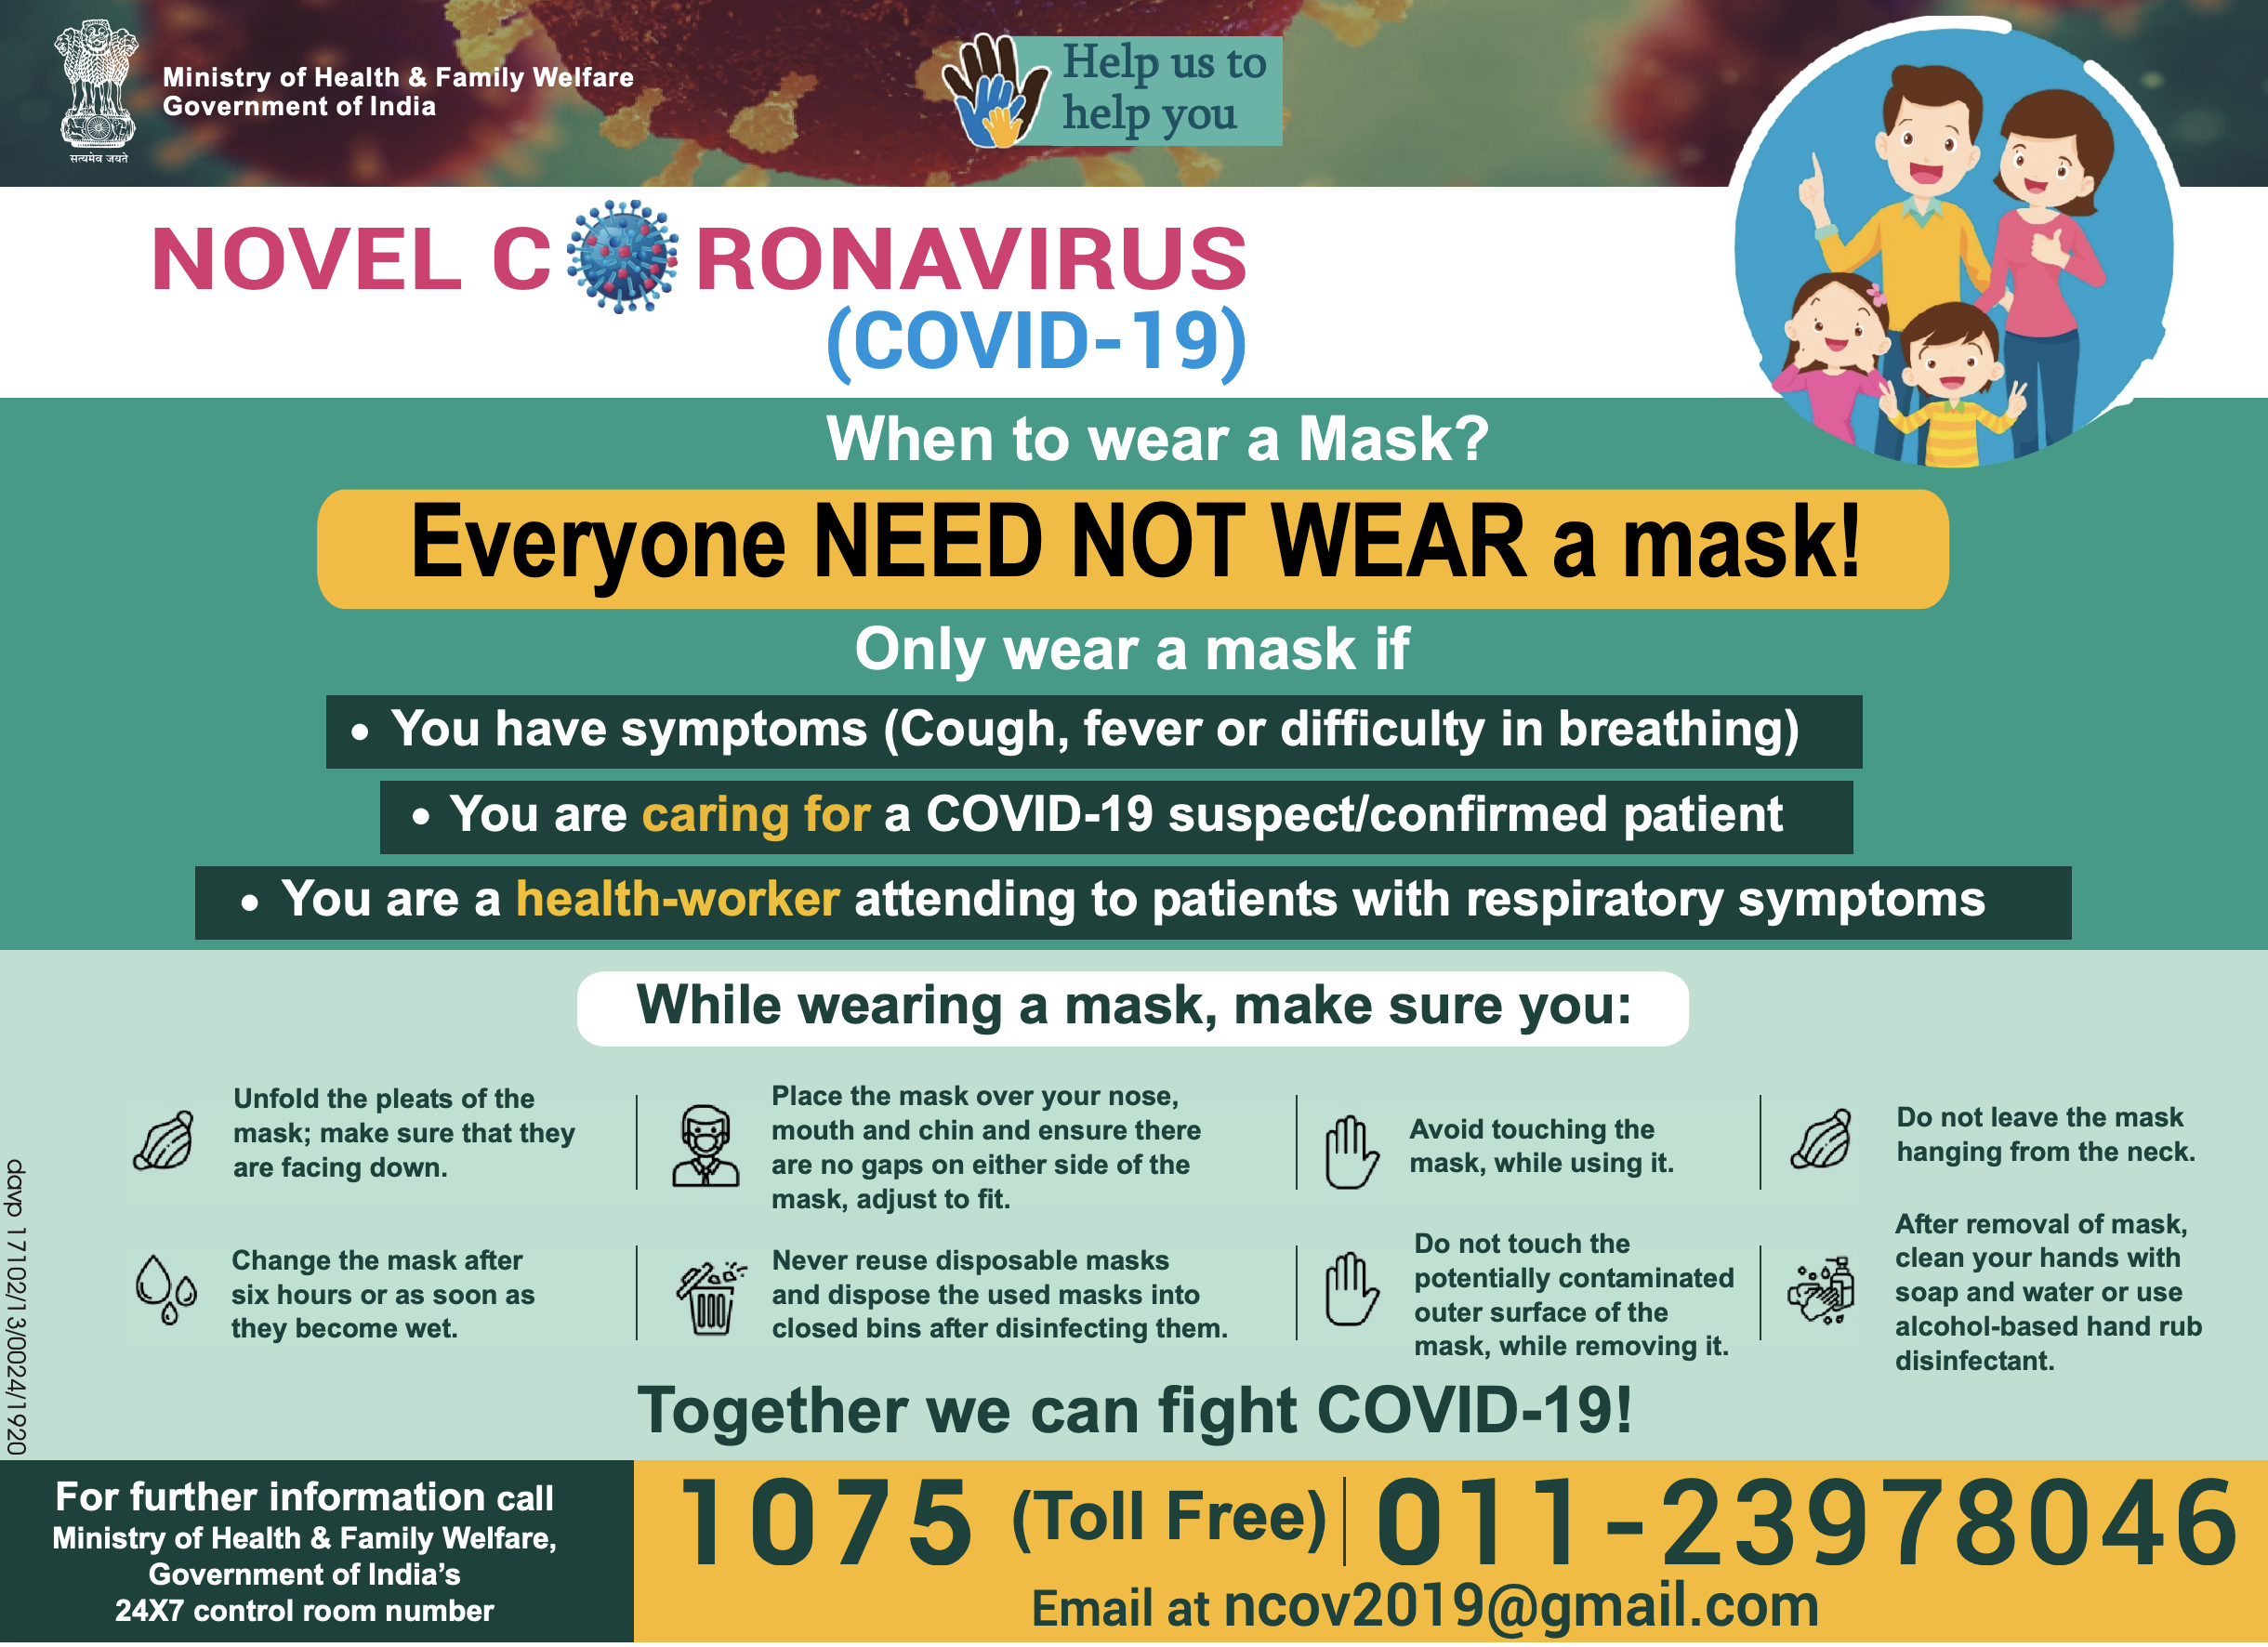 Ministry of Health & Family Welfare
Government of India
सत्यमेव जयते
Help us to
help you
NOVEL CORONAVIRUS
(COVID-19)
When to wear a Mask?
Everyone NEED NOT WEAR a mask!
Only wear a mask if
• You have symptoms (Cough, fever or difficulty in breathing)
• You are caring for a COVID-19 suspect/confirmed patient
• You are a health-worker attending to patients with respiratory symptoms
While wearing a mask, make sure you:
Unfold the pleats of the
mask; make sure that they
are facing down.
Place the mask over your nose,
mouth and chin and ensure there
are no gaps on either side of the
mask, adjust to fit.
Avoid touching the
mask, while using it.
Do not leave the mask
hanging from the neck.
Change the mask after
six hours or as soon as
they become wet.
Never reuse disposable masks
and dispose the used masks into
closed bins after disinfecting them.
Do not touch the
potentially contaminated
outer surface of the
mask, while removing it.
After removal of mask,
clean your hands with
soap and water or use
alcohol-based hand rub
disinfectant.
davp 17102/13/0024/1920
Together we can fight COVID-19!
For further information call
Ministry of Health & Family Welfare,
Government of India's
24X7 control room number
1075 (Toll Free) 011-23978046
Email at ncov2019@gmail.com